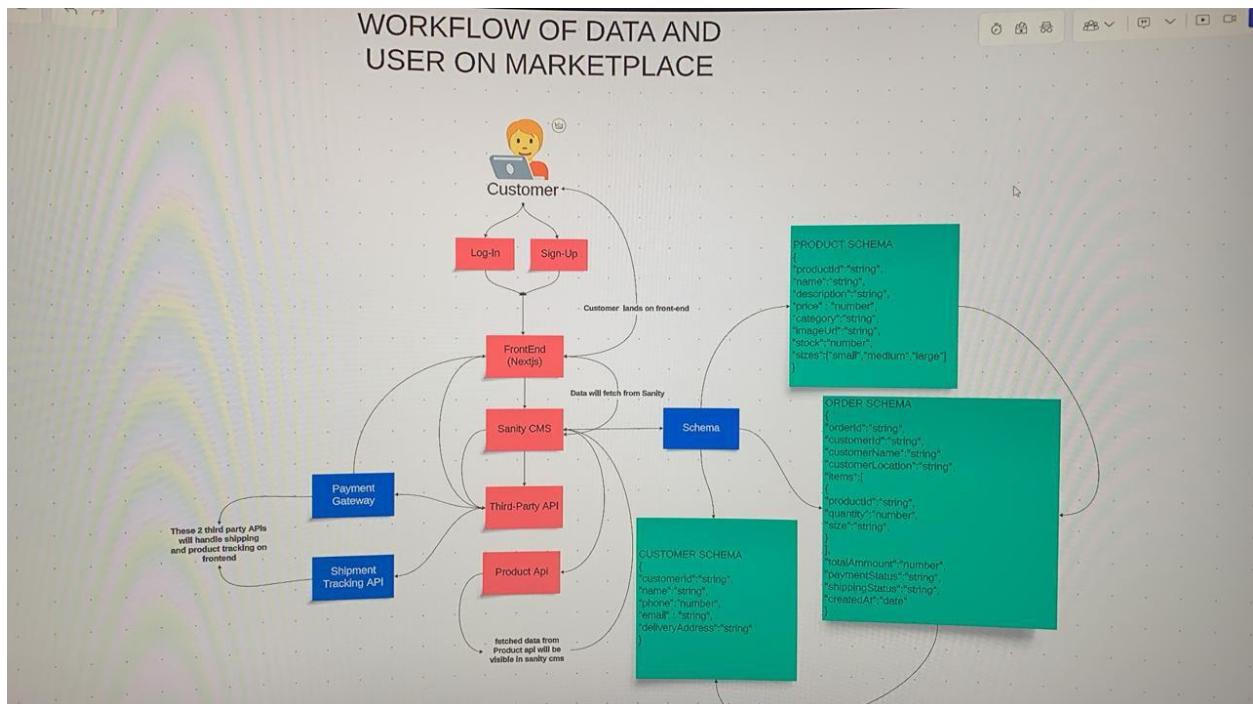 WORKFLOW OF DATA AND
USER ON MARKETPLACE
Customer
Log-In
Sign-Up
Customer lands on front-end
FrontEnd
(Nextjs)
Data will fetch from Sanity
Sanity CMS
Schema
Third-Party API
Payment
Gateway
These 2 third party APIs
will handle shipping
and product tracking on
frontend
Shipment
Tracking API
Product Api
fetched data from
Product api will be
visible in sanity cms
PRODUCT SCHEMA
{
"productId":"string",
"name":"string",
"description":"string",
"price" : "number"
"category":"string",
"imageUrl":"string",
"stock":"number",
"sizes":["small","medium","large"]
}
ORDER SCHEMA
{
"orderId":"string",
"customerId":"string",
"customerName":"string",
"customerLocation":"string",
"items":[
{
"productId":"string",
"quantity":"number",
"size":"string",
}
],
"totalAmmount":"number",
"paymentStatus":"string",
"shippingStatus":"string",
"createdAt":"date"
}
CUSTOMER SCHEMA
{
"customerId":"string",
"name":"string",
"phone":"number",
"email" : "string",
"deliveryAddress":"string"
}